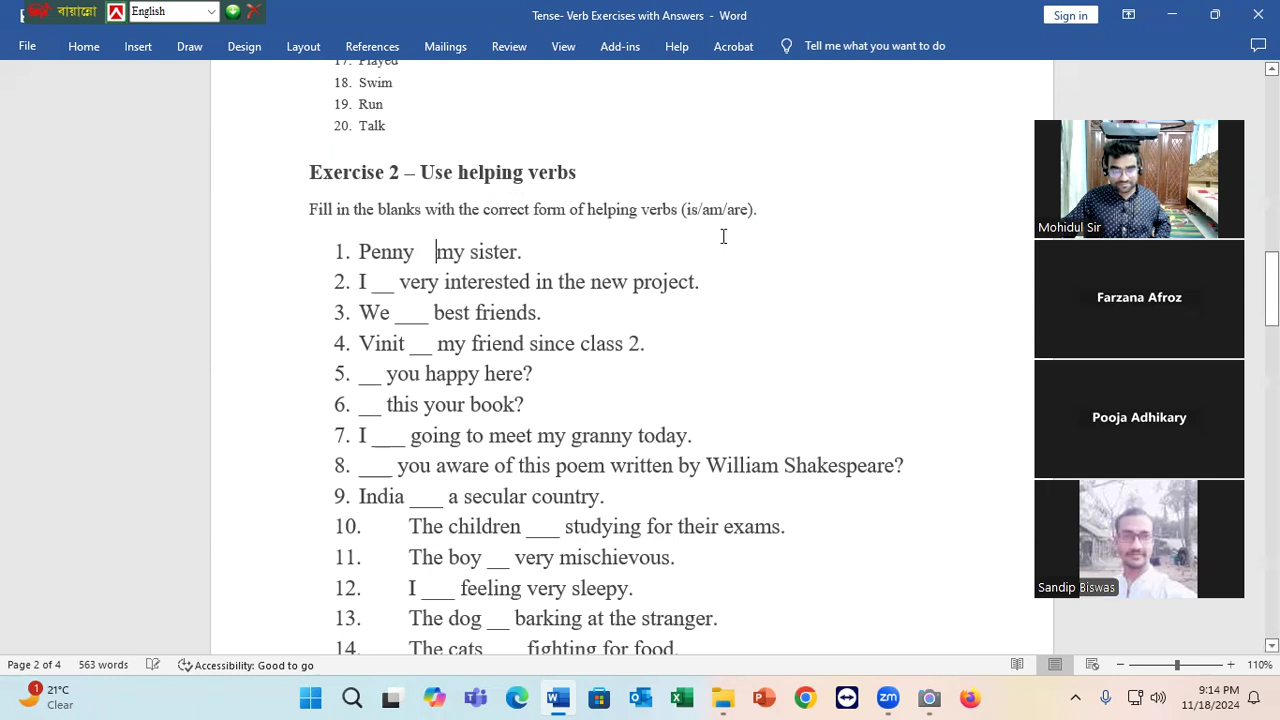 বায়ান্নো English
Tense- Verb Exercises with Answers - Word
Sign in
File Home Insert Draw Design Layout References Mailings Review View Add-ins Help Acrobat Tell me what you want to do
17. Played
18. Swim
19. Run
20. Talk
Exercise 2 – Use helping verbs
Fill in the blanks with the correct form of helping verbs (is/am/are).
1. Penny my sister.
2. I __ very interested in the new project.
3. We ___ best friends.
4. Vinit __ my friend since class 2.
5. __ you happy here?
6. __ this your book?
7. I ___ going to meet my granny today.
8. ___ you aware of this poem written by William Shakespeare?
9. India ___ a secular country.
10. The children ___ studying for their exams.
11. The boy __ very mischievous.
12. I ___ feeling very sleepy.
13. The dog __ barking at the stranger.
14. The cats ___ fighting for food.
Mohidul Sir
Farzana Afroz
Pooja Adhikary
Sandip Biswas
Page 2 of 4 563 words Accessibility: Good to go 110%
1 21°C
Clear
zm
9:14 PM
11/18/2024